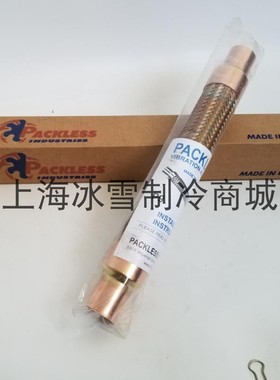 PACKLESS
INDUSTRIES
MADE IN
PACKLESS
INDUSTRIES
MADE IN
PACK
VIBRATION
上海冰雪制冷商城
INSTA
INSTR
PACKLESS